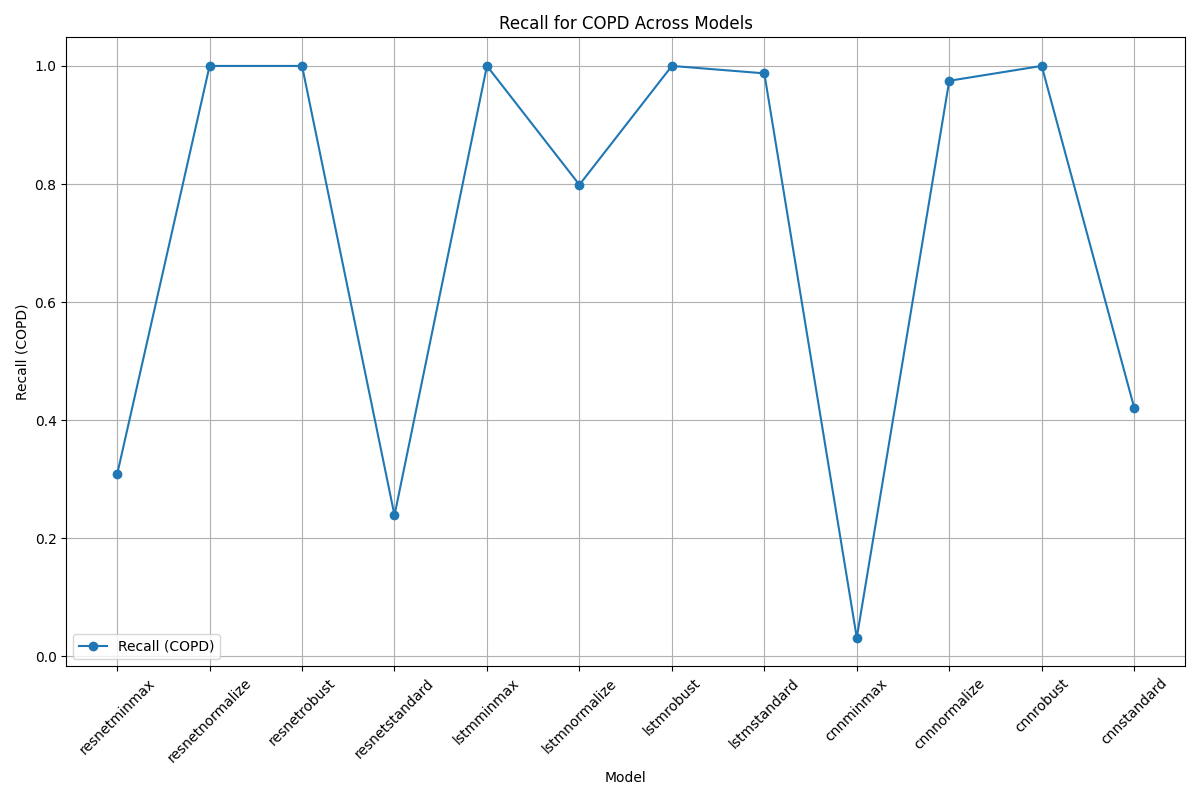 Recall for COPD Across Models
Recall (COPD)
1.0
0.8
0.6
0.4
0.2
0.0
Recall (COPD)
resnetminmax
resnetnormalize
resnetrobust
resnetstandard
lstmminmax
lstmnormalize
lstmrobust
lstmstandard
cnnminmax
cnnnormalize
cnnrobust
cnnstandard
Model